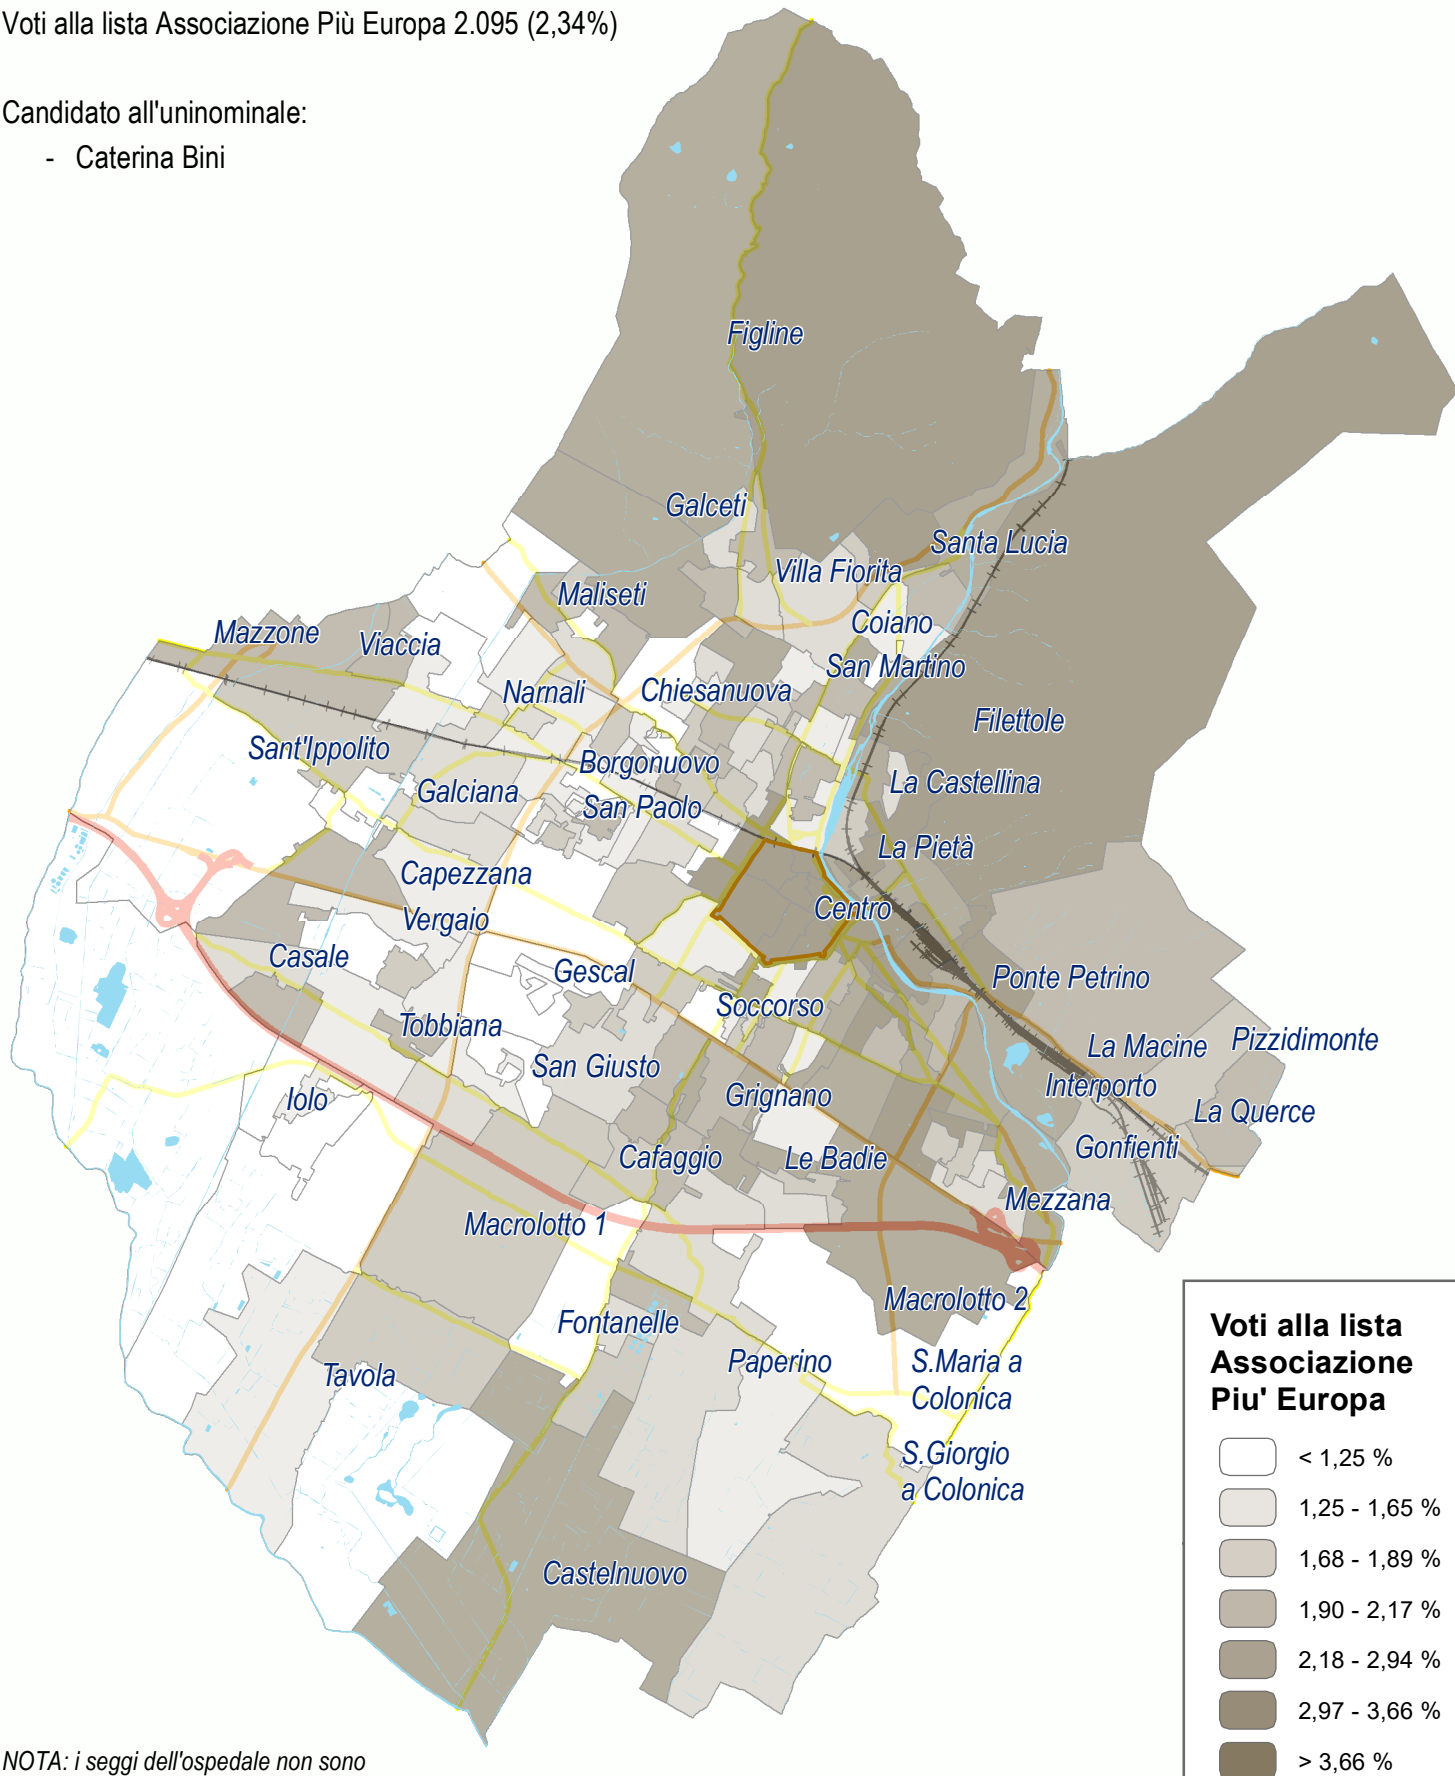 Voti alla lista Associazione Più Europa 2.095 (2,34%)
Candidato all'uninominale:
- Caterina Bini
Figline
Galceti
Santa Lucia
Villa Fiorita
Maliseti
Coiano
Mazzone
Viaccia
San Martino
Narnali
Chiesanuova
Filettole
Sant'Ippolito
Borgonuovo
La Castellina
Galciana
San Paolo
La Pietà
Capezzana
Centro
Vergaio
Casale
Gescal
Ponte Petrino
Soccorso
Tobbiana
La Macine
Pizzidimonte
San Giusto
Interporto
Iolo
Grignano
La Querce
Gonfienti
Cafaggio
Le Badie
Mezzana
Macrolotto 1
Macrolotto 2
Fontanelle
Paperino
S.Maria a
Colonica
Tavola
S.Giorgio
a Colonica
Castelnuovo
Voti alla lista
Associazione
Piu' Europa
< 1,25 %
1,25 - 1,65 %
1,68 - 1,89 %
1,90 - 2,17 %
2,18 - 2,94 %
2,97 - 3,66 %
> 3,66 %
NOTA: i seggi dell'ospedale non sono